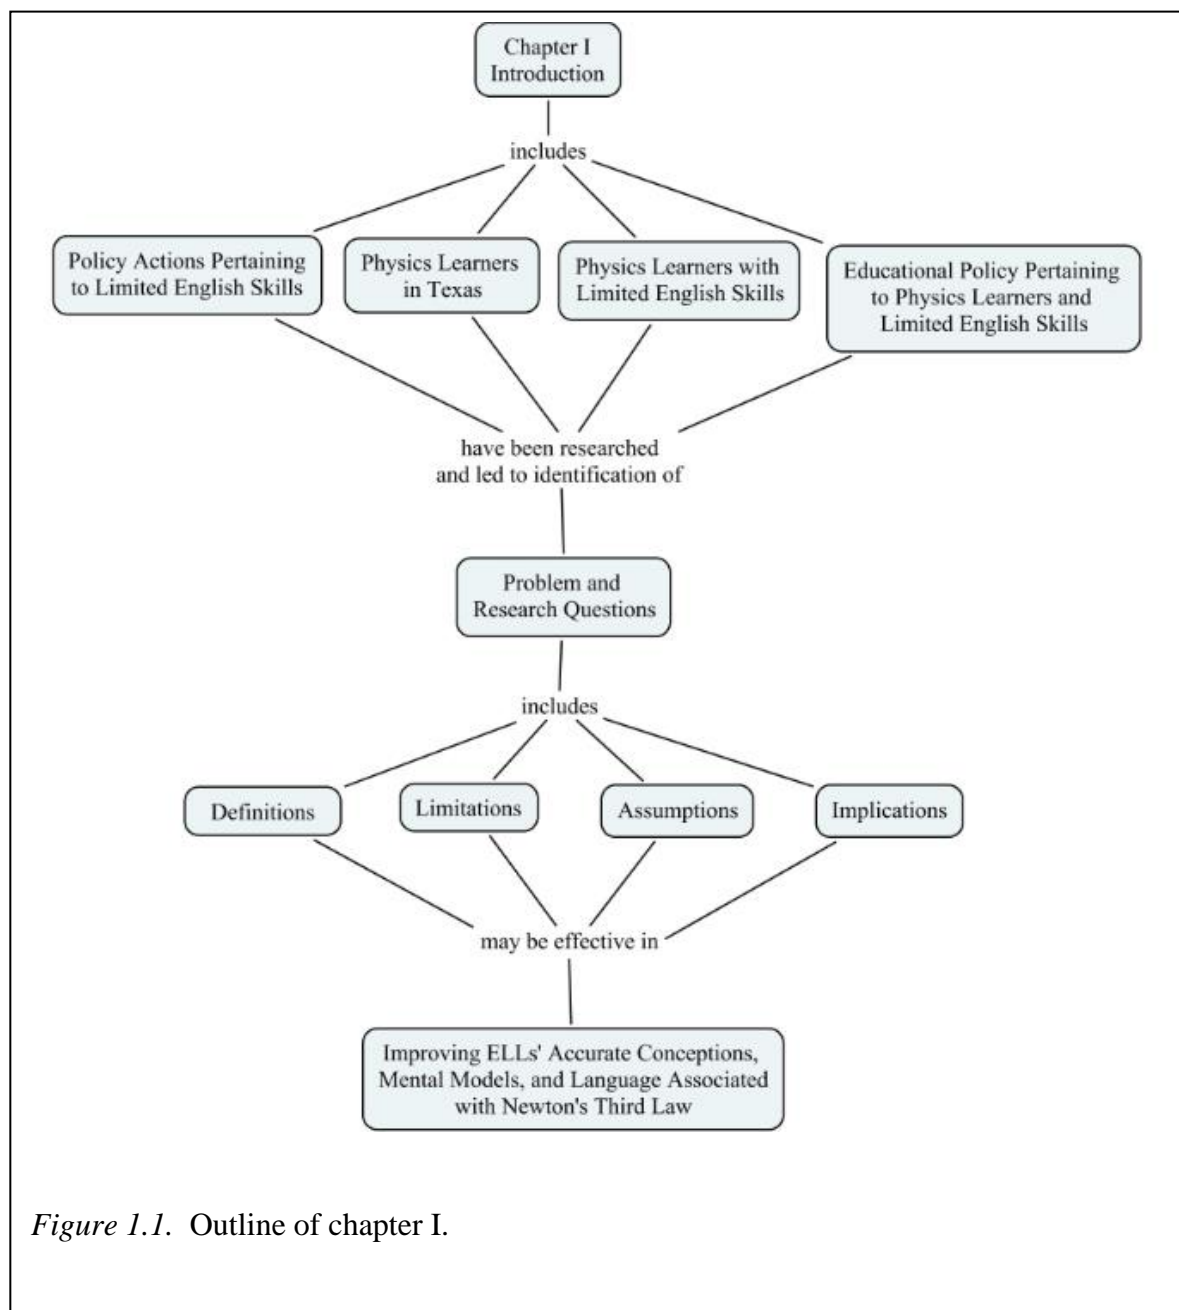 Chapter I
Introduction
includes
Policy Actions Pertaining
to Limited English Skills
Physics Learners
in Texas
Physics Learners with
Limited English Skills
Educational Policy Pertaining
to Physics Learners and
Limited English Skills
have been researched
and led to identification of
Problem and
Research Questions
includes
Definitions
Limitations
Assumptions
Implications
may be effective in
Improving ELLs' Accurate Conceptions,
Mental Models, and Language Associated
with Newton's Third Law
Figure 1.1. Outline of chapter I.